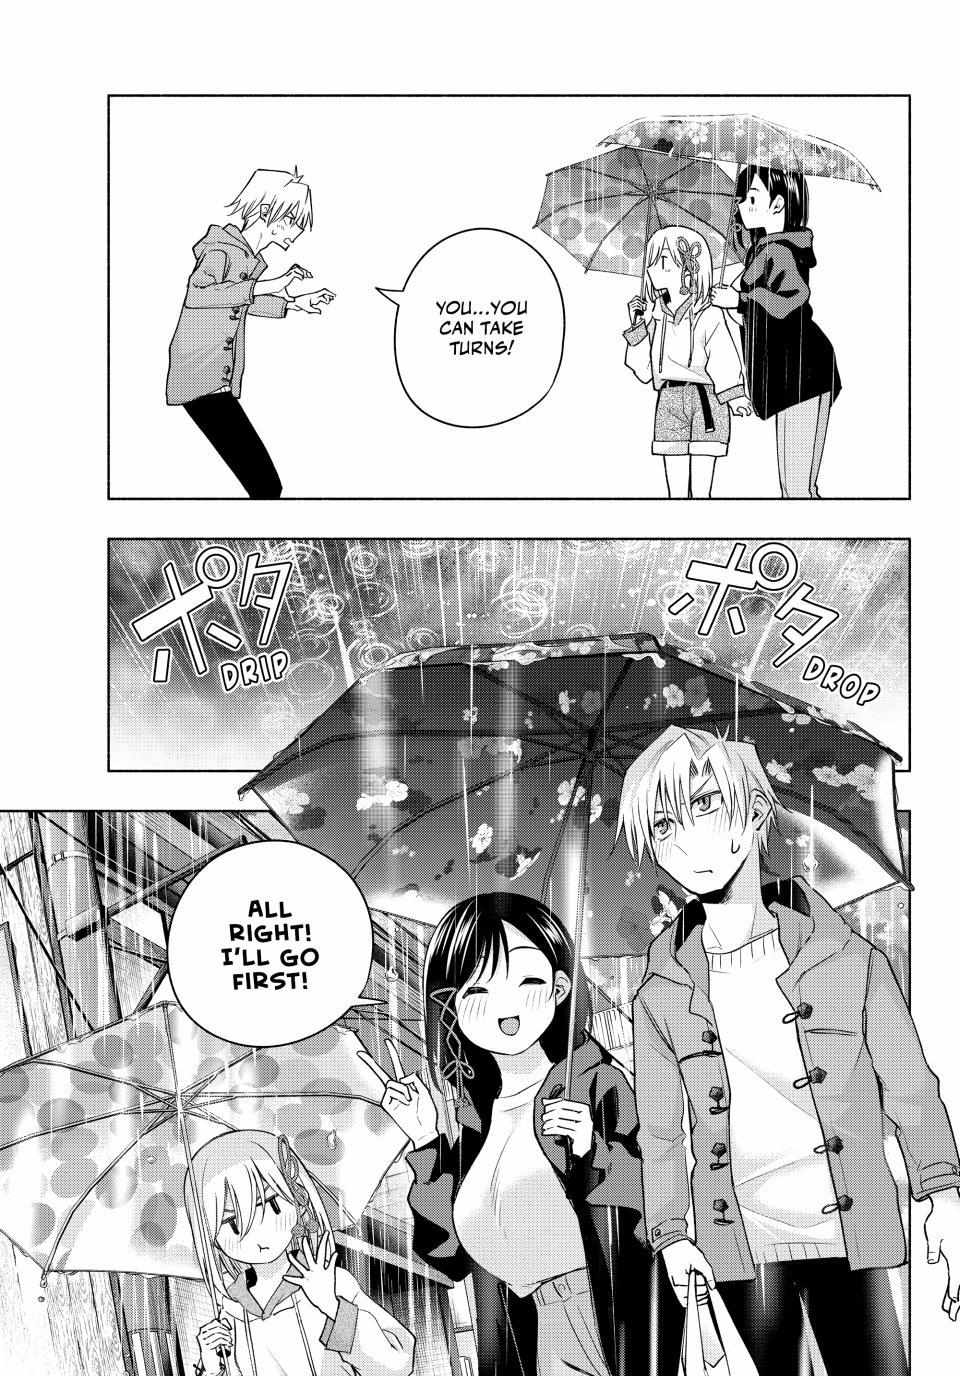 YOU...YOU
CAN TAKE
TURNS!
ポタ
DRIP
ポタ
DROP
ALL
RIGHT!
I'LL GO
FIRST!